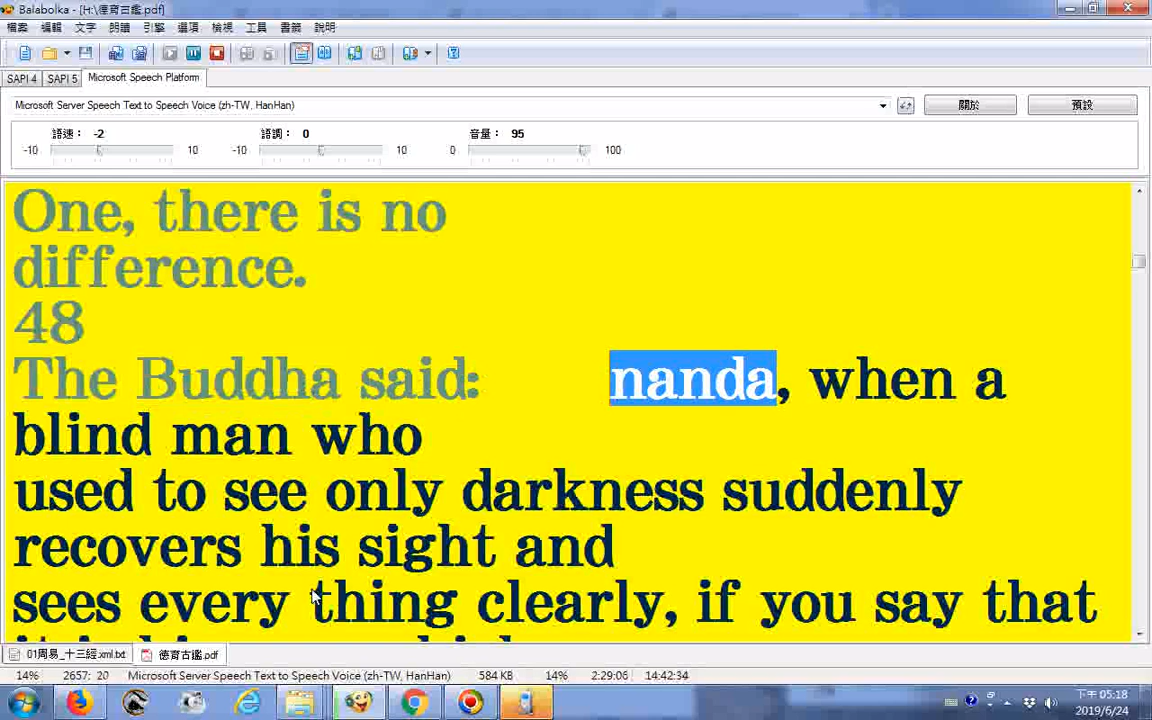 Balabolka - [H:\德育古鑑.pdf]
檔案 編輯 文字 朗讀 引擎 選項 檢視 工具 書籤 說明
SAPI 4 SAPI 5 Microsoft Speech Platform
Microsoft Server Speech Text to Speech Voice (zh-TW, HanHan)
關於 預設
語速： -2 語調： 0 音量： 95
-10 10 -10 10 0 100
One, there is no
difference.
48
The Buddha said: nanda, when a
blind man who
used to see only darkness suddenly
recovers his sight and
sees every thing clearly, if you say that
01周易_十三經.xml.txt 德育古鑑.pdf
14% 2657: 20 Microsoft Server Speech Text to Speech Voice (zh-TW, HanHan) 584 KB 14% 2:29:06 14:42:34
下午 05:18
2019/6/24